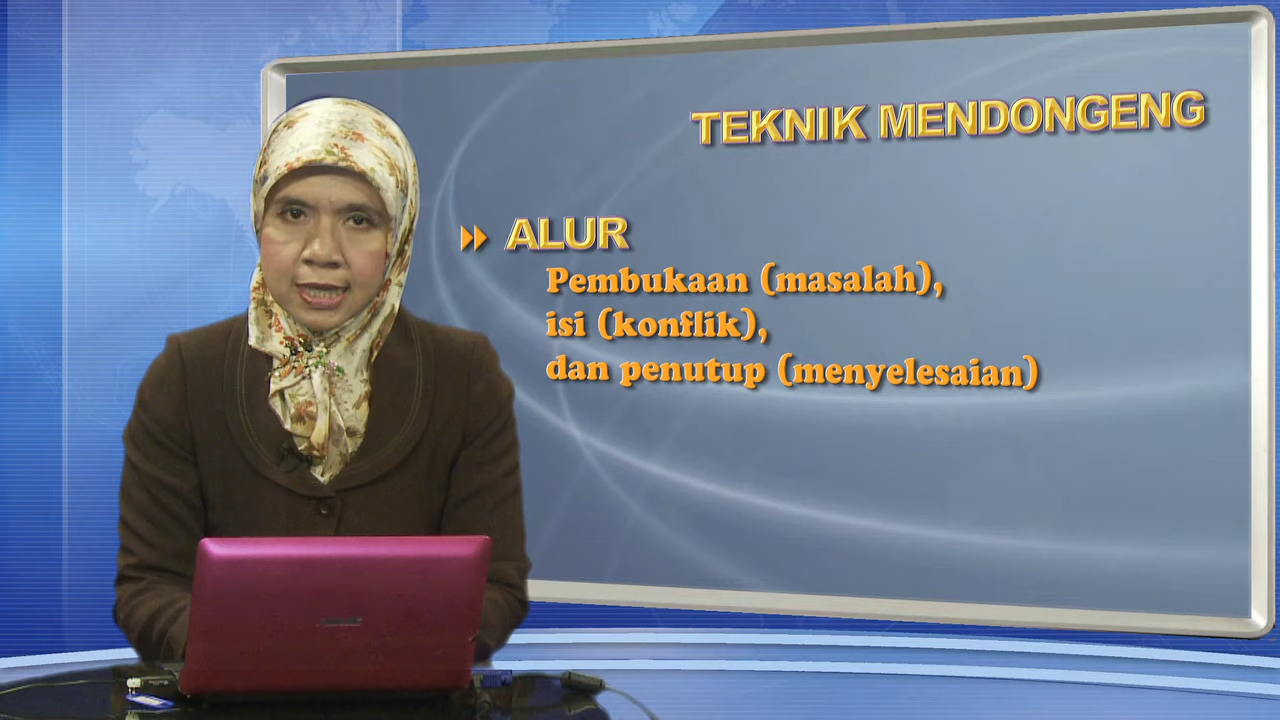 TEKNIK MENDONGENG
ALUR
Pembukaan (masalah),
isi (konflik),
dan penutup (menyelesaian)